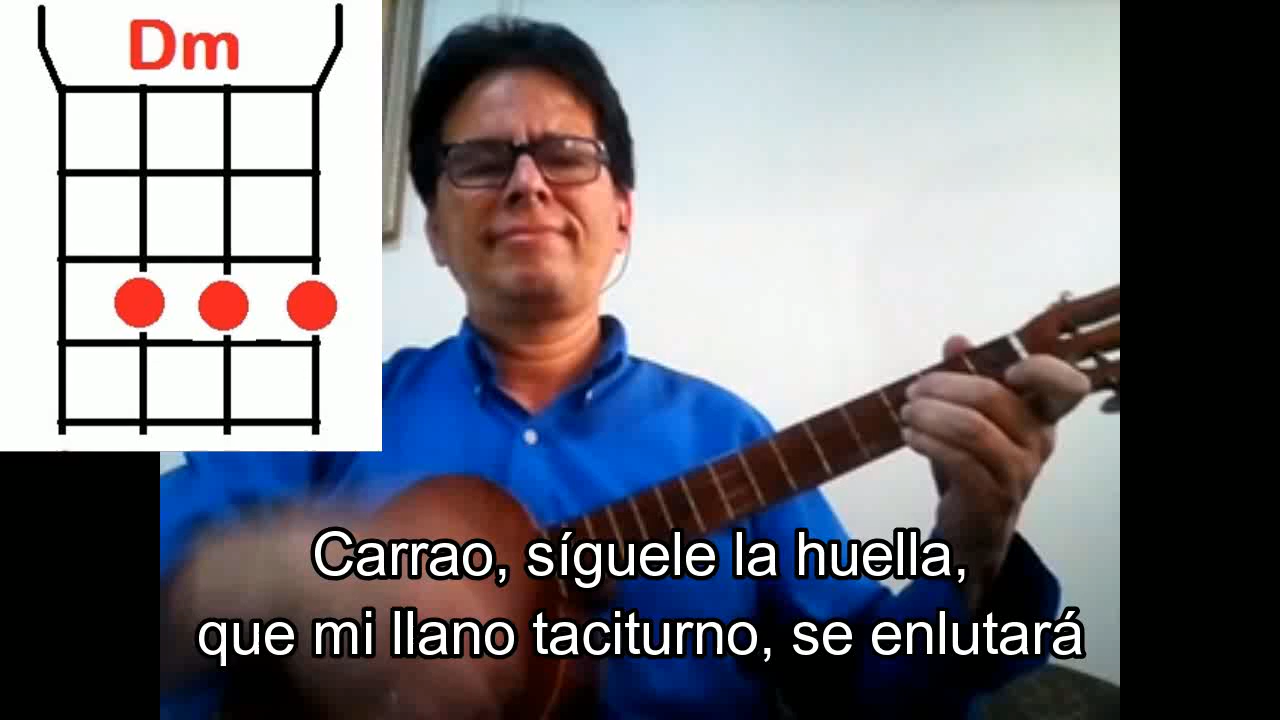 Dm
Carrao, síguele la huella,
que mi llano taciturno, se enlutará